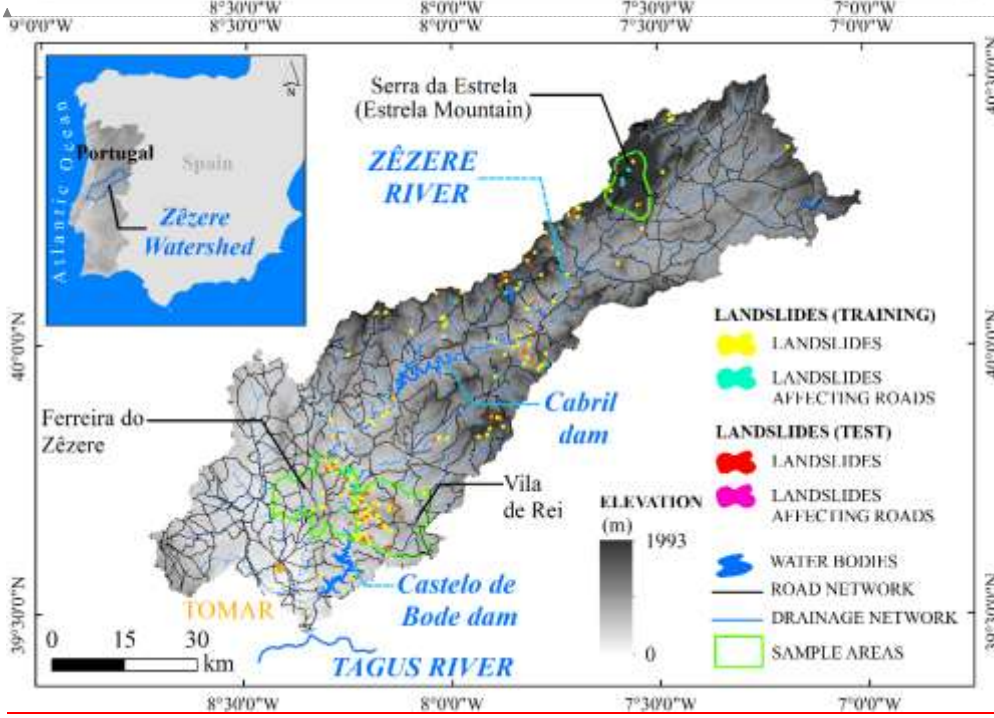 8°30'0"W 8°0'0"W 7°30'0"W 7°0'0"W
9°0'0"W 8°30'0"W 8°0'0"W 7°30'0"W 7°0'0"W
N
Atlantic Ocean
Portugal
Spain
Zêzere
Watershed
Serra da Estrela
(Estrela Mountain)
ZÊZERE
RIVER
40°0'0"N
40°0'0"N
39°30'0"N
Ferreira do
Zêzere
Cabril
dam
Vila
de Rei
Castelo de
Bode dam
TOMAR
TAGUS RIVER
0 15 30
km
ELEVATION
(m)
1993
0
LANDSLIDES (TRAINING)
LANDSLIDES
LANDSLIDES
AFFECTING ROADS
LANDSLIDES (TEST)
LANDSLIDES
LANDSLIDES
AFFECTING ROADS
WATER BODIES
ROAD NETWORK
DRAINAGE NETWORK
SAMPLE AREAS
8°30'0"W 8°0'0"W 7°30'0"W 7°0'0"W